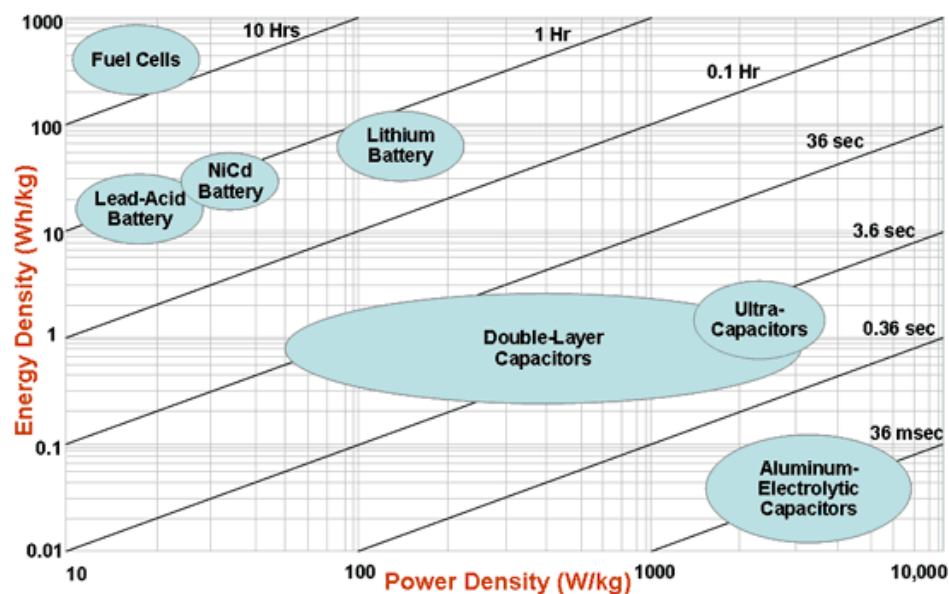 1000
10 Hrs
1 Hr
Fuel Cells
0.1 Hr
100
Lithium
Battery
36 sec
NiCd
Battery
Lead-Acid
Battery
10
3.6 sec
Energy Density (Wh/kg)
Ultra-
Capacitors
1
Double-Layer
Capacitors
0.36 sec
0.1
36 msec
Aluminum-
Electrolytic
Capacitors
0.01
10
100
Power Density (W/kg)
1000
10,000